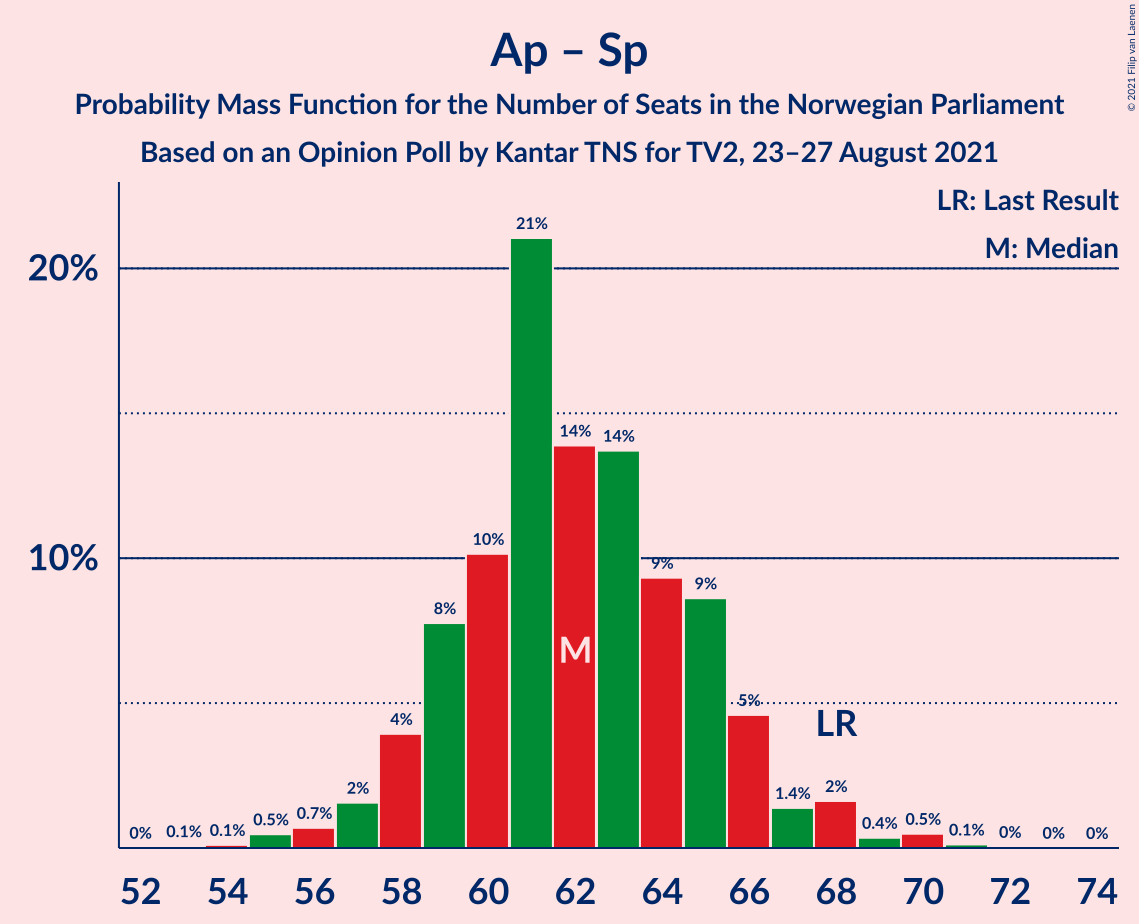 Ap – Sp
Probability Mass Function for the Number of Seats in the Norwegian Parliament
Based on an Opinion Poll by Kantar TNS for TV2, 23–27 August 2021
© 2021 Filip van Laenen
LR: Last Result
M: Median
20%
10%
0% 0.1% 0.1% 0.5% 0.7% 2% 4% 8% 10% 21% 14% 14% 9% 9% 5% 1.4% 2% 0.4% 0.5% 0.1% 0% 0% 0%
M
LR
52 54 56 58 60 62 64 66 68 70 72 74